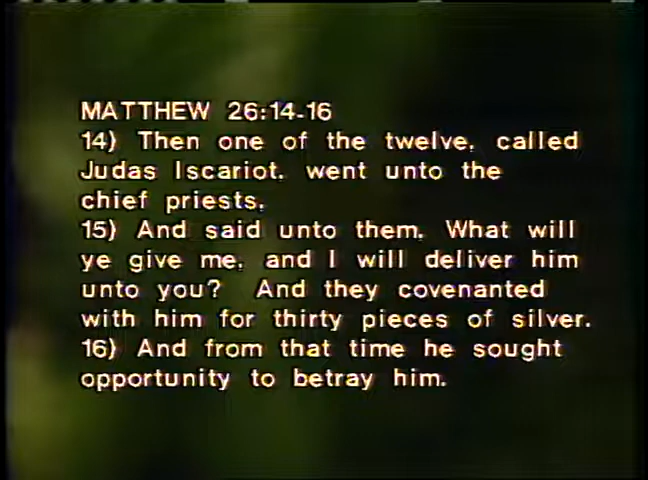 MATTHEW 26:14-16
14) Then one of the twelve, called
Judas Iscariot, went unto the
chief priests,
15) And said unto them, What will
ye give me, and I will deliver him
unto you? And they covenanted
with him for thirty pieces of silver.
16) And from that time he sought
opportunity to betray him.